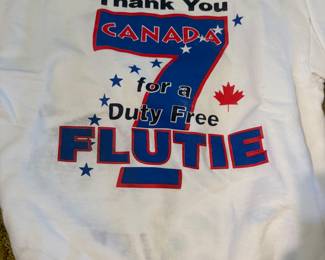 Thank You
CANADA
7
for a
Duty Free
FLUTIE